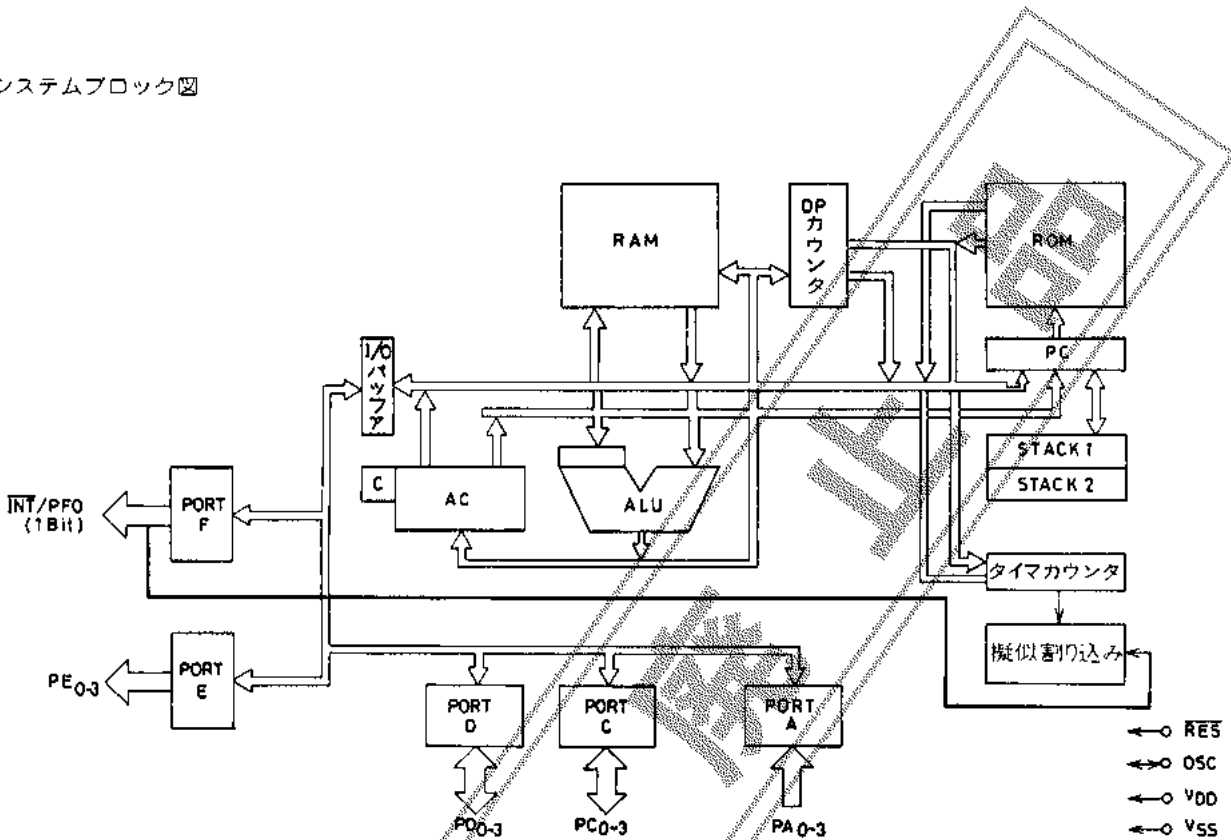 システムブロック図
RAM
DP
カウンタ
ROM
PC
I/O
バッファ
STACK 1
STACK 2
C
AC
ALU
INT/PF0
(1Bit)
PORT
F
タイマカウンタ
擬似割り込み
PE0-3
PORT
E
PORT
D
PORT
C
PORT
A
PD0-3
PC0-3
PA0-3
RES
OSC
VDD
VSS
廃止品